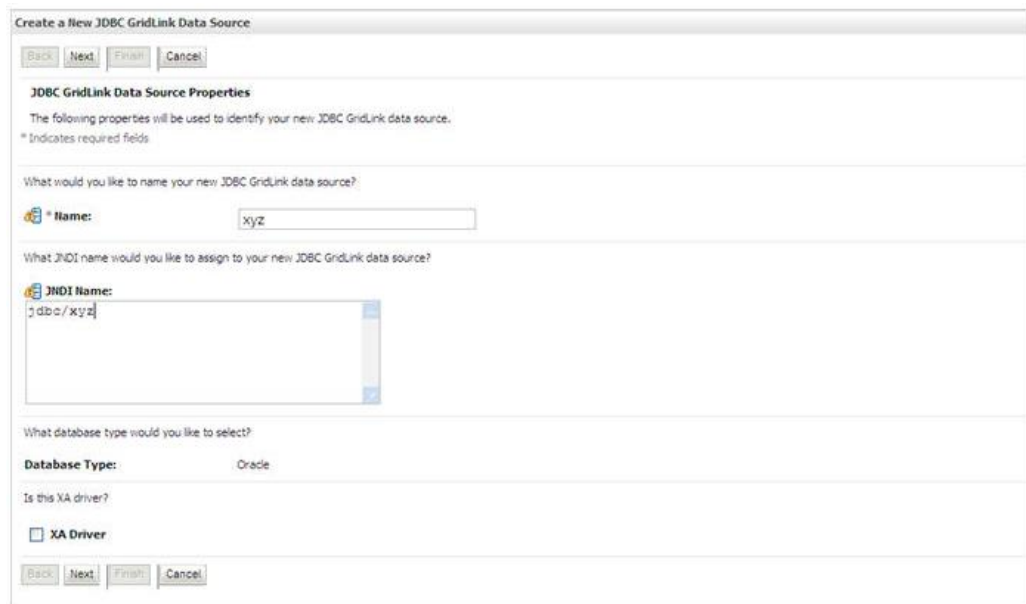 Create a New JDBC GridLink Data Source
Back Next Finish Cancel
JDBC GridLink Data Source Properties
The following properties will be used to identify your new JDBC GridLink data source.
* Indicates required fields
What would you like to name your new JDBC GridLink data source?
* Name: xyz
What JNDI name would you like to assign to your new JDBC GridLink data source?
JNDI Name:
jdbc/xyz
What database type would you like to select?
Database Type: Oracle
Is this XA driver?
XA Driver
Back Next Finish Cancel